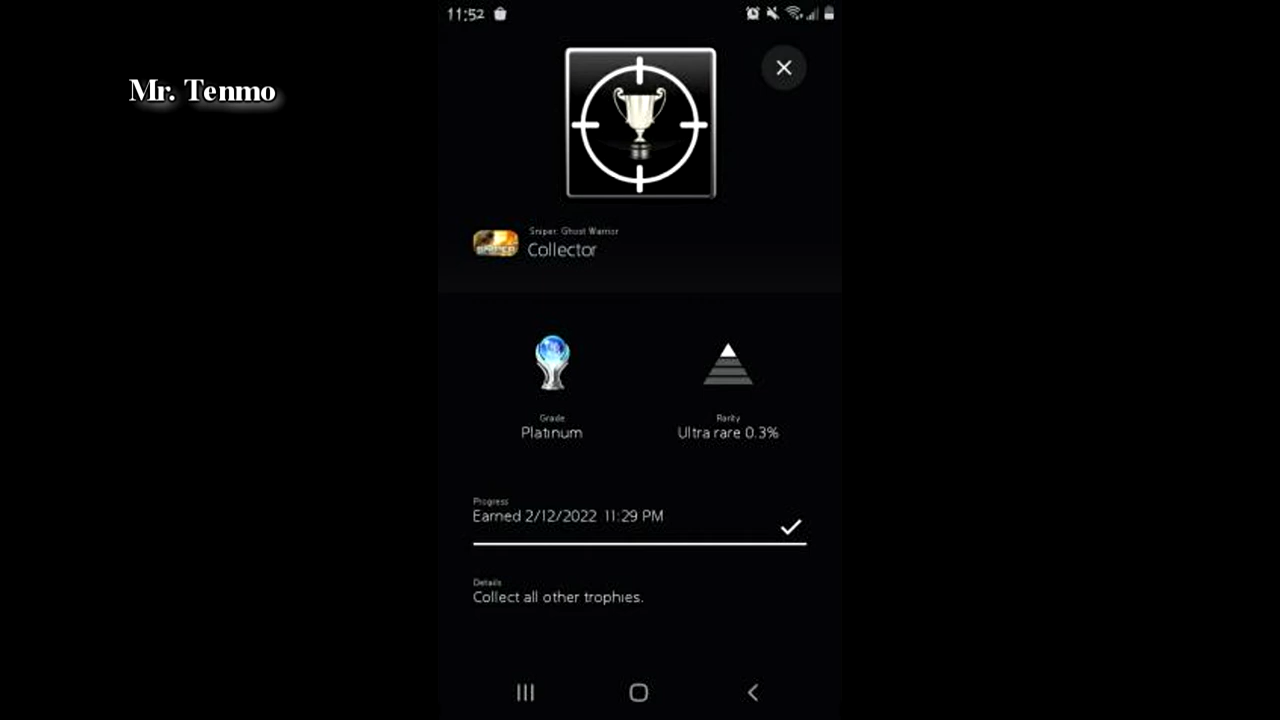 11:52
Mr. Tenmo
Sniper: Ghost Warrior
Collector
Grade
Platinum
Rarity
Ultra rare 0.3%
Progress
Earned 2/12/2022 11:29 PM
Details
Collect all other trophies.